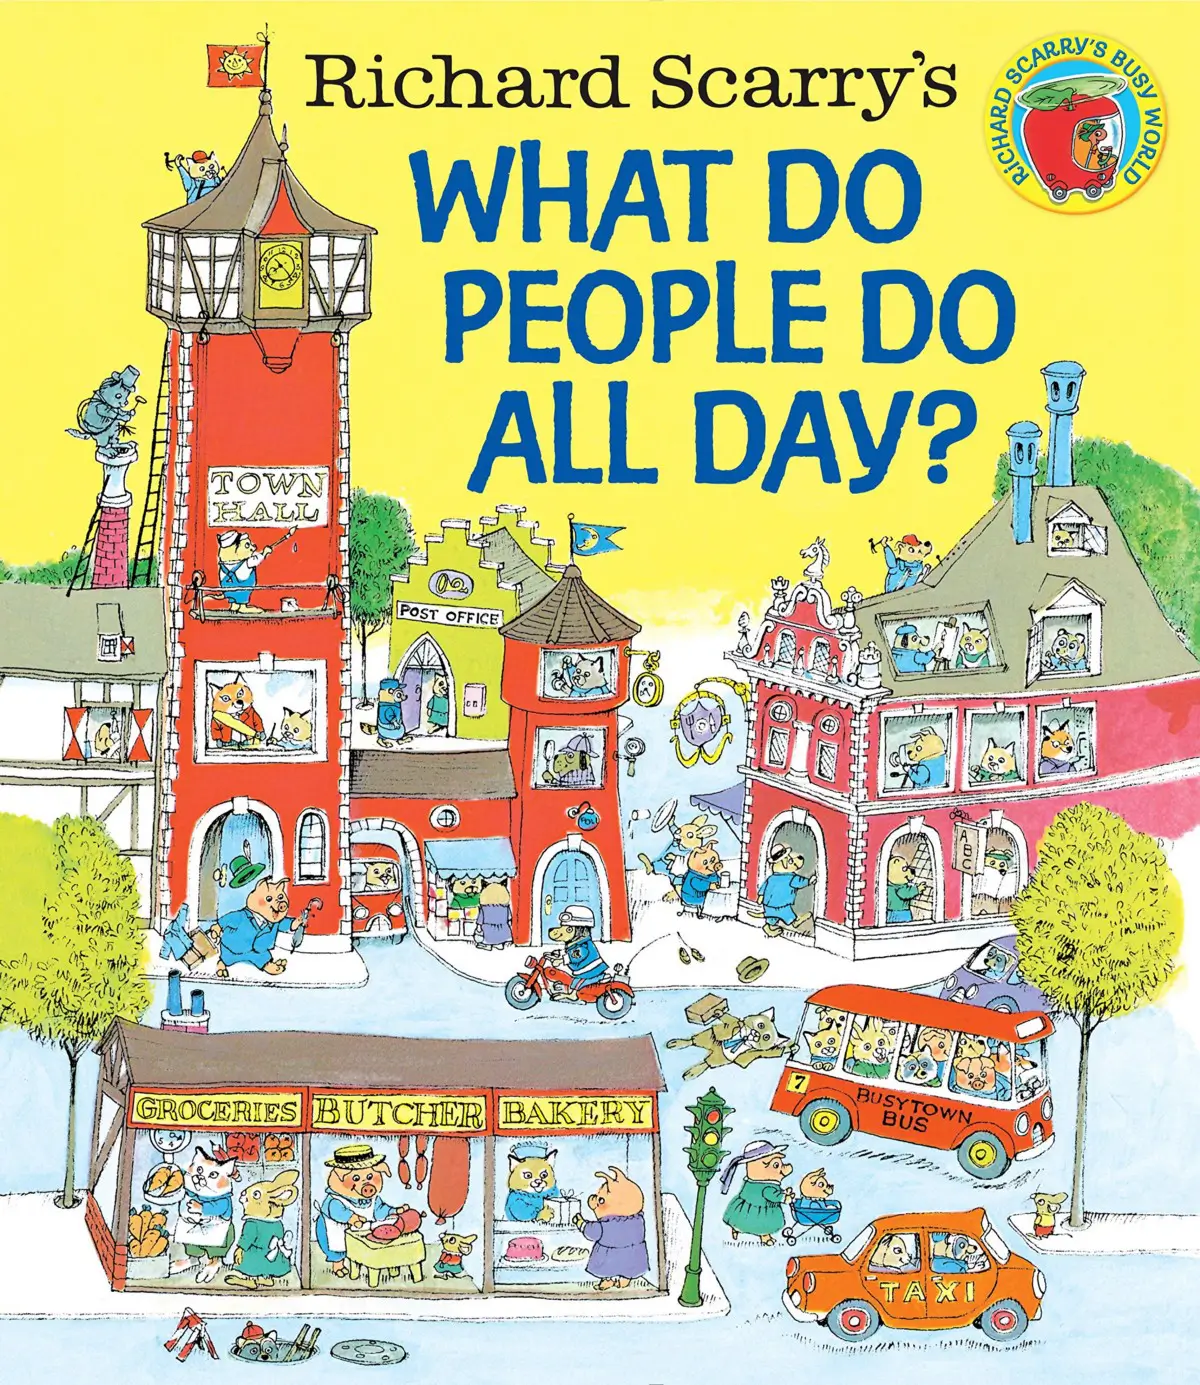 Richard Scarry's
RICHARD SCARRY'S BUSY WORLD
WHAT DO
PEOPLE DO
ALL DAY?
TOWN
HALL
POST OFFICE
ABC
7
BUSYTOWN
BUS
GROCERIES
BUTCHER
BAKERY
TAXI